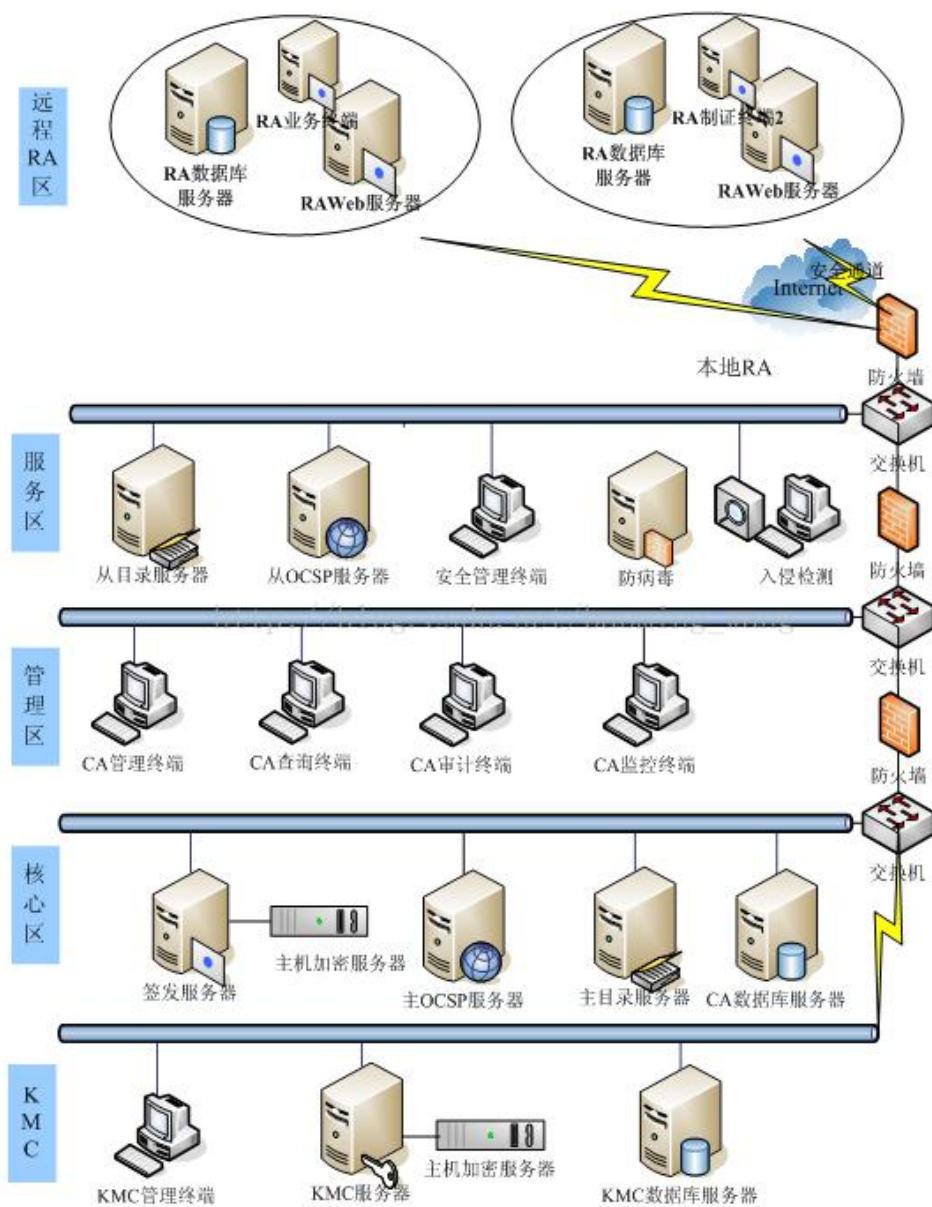 远程RA区
RA业务终端
RA数据库
服务器
RAWeb服务器
RA制证终端2
RA数据库
服务器
RAWeb服务器
安全通道
Internet
防火墙
本地RA
交换机
服务区
从目录服务器
从OCSP服务器
安全管理终端
防病毒
入侵检测
防火墙
交换机
管理区
CA管理终端
CA查询终端
CA审计终端
CA监控终端
防火墙
交换机
核心区
签发服务器
主机加密服务器
主OCSP服务器
主目录服务器
CA数据库服务器
KMC
KMC管理终端
KMC服务器
主机加密服务器
KMC数据库服务器